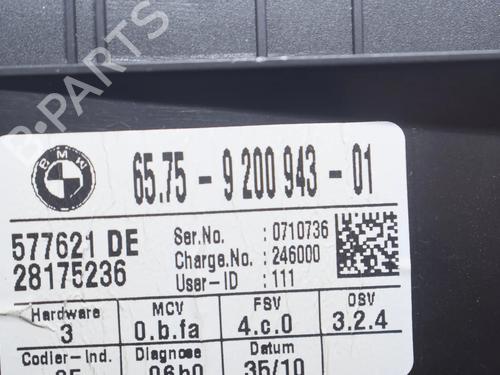 B-PARTS
BMW
65.75 - 9 200 943 - 01
577621 DE
28175236
Ser.No. : 0710736
Charge.No. : 246000
User-ID : 111
Hardware MCV FSV OSV
3 0.b.fa 4.c.0 3.2.4
Codier-Ind. Diagnose Datum
35/10